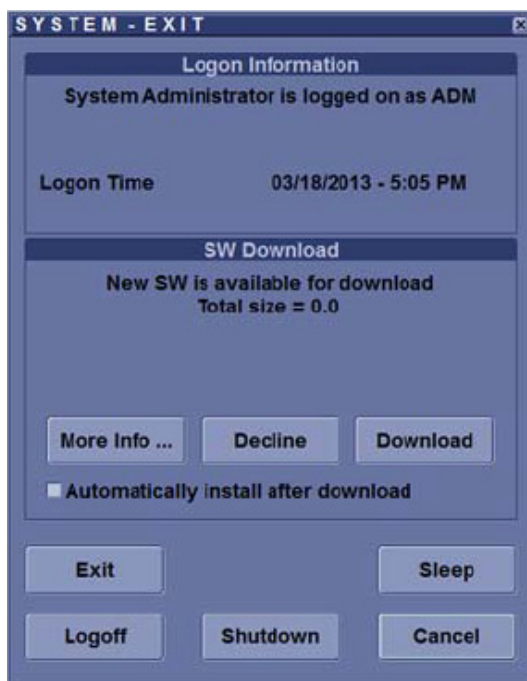 SYSTEM - EXIT
Logon Information
System Administrator is logged on as ADM
Logon Time 03/18/2013 - 5:05 PM
SW Download
New SW is available for download
Total size = 0.0
More Info ... Decline Download
Automatically install after download
Exit Sleep
Logoff Shutdown Cancel